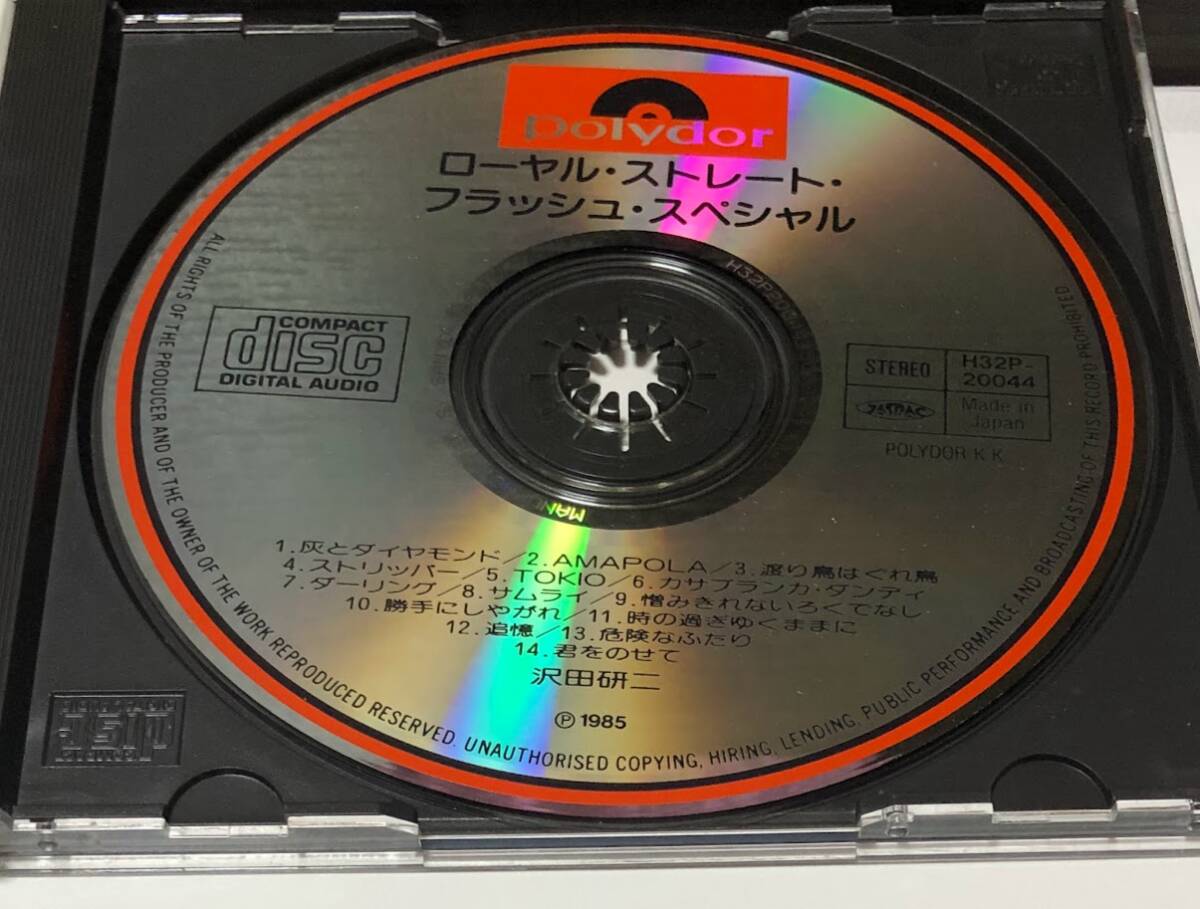 polydor
ローヤル・ストレート・
フラッシュ・スペシャル
COMPACT
disc
DIGITAL AUDIO
STEREO
H32P-
20044
JASRAC
Made in
Japan
POLYDOR K.K.
1.灰とダイヤモンド/2.AMAPOLA/3.渡り鳥はぐれ鳥
4.ストリッパー/5.TOKIO/6.カサブランカ・ダンディ
7.ダーリング/8.サムライ/9.憎みきれないろくでなし
10.勝手にしやがれ/11.時の過ぎゆくままに
12.追憶/13.危険なふたり
14.君をのせて
沢田研二
℗ 1985
ALL RIGHTS OF THE PRODUCER AND OF THE OWNER OF THE WORK REPRODUCED RESERVED. UNAUTHORISED COPYING, HIRING, LENDING, PUBLIC PERFORMANCE AND BROADCASTING OF THIS RECORD PROHIBITED